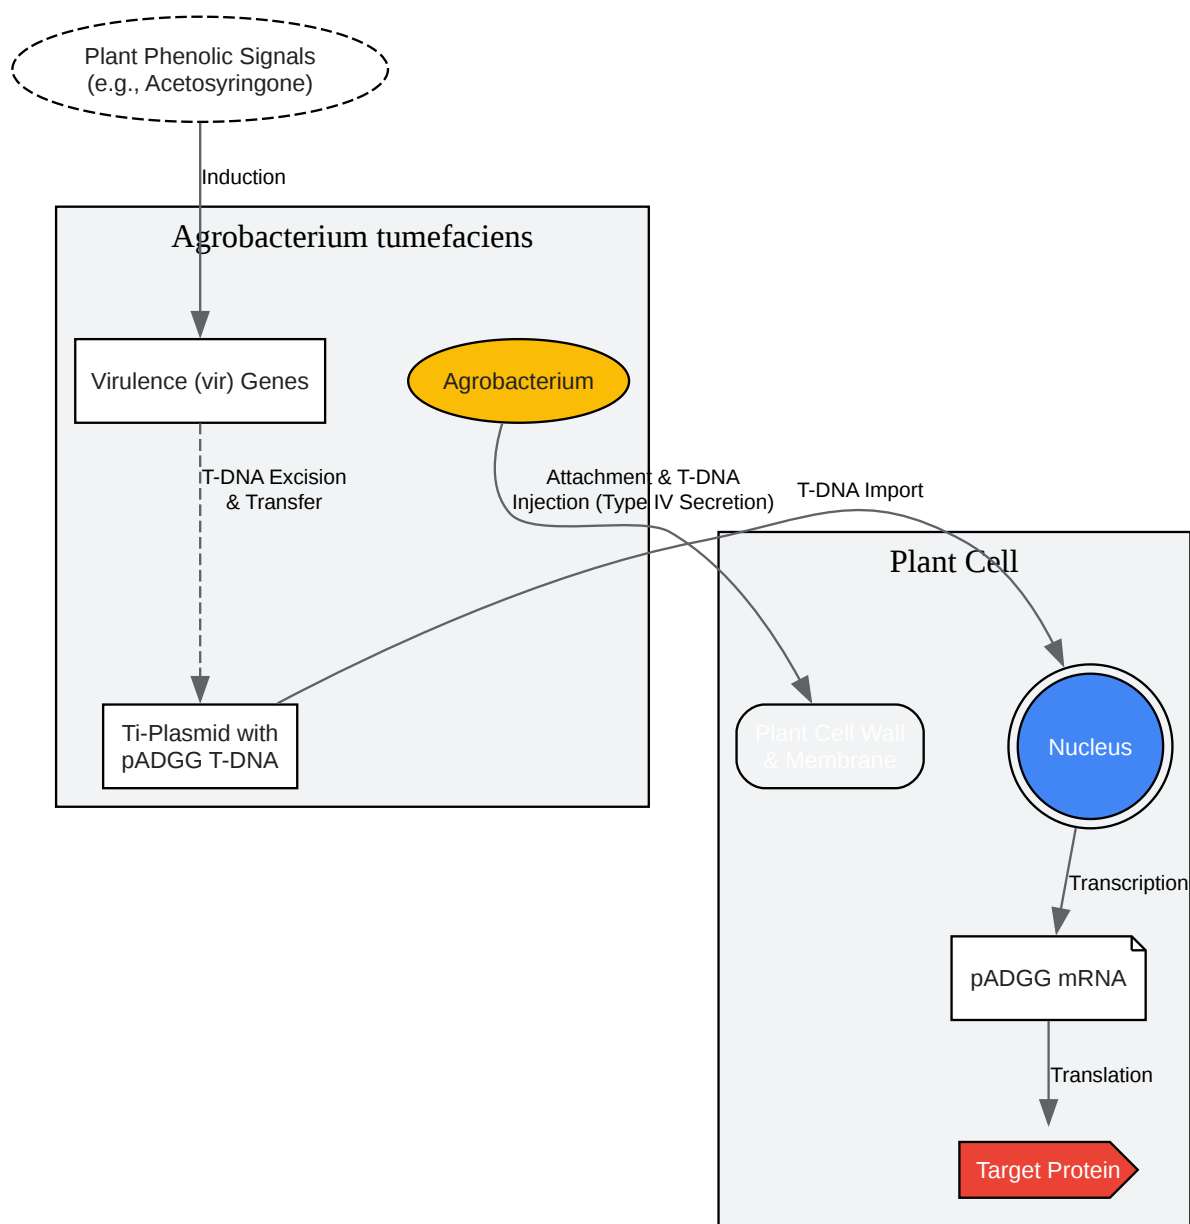 Plant Phenolic Signals
(e.g., Acetosyringone)
Induction
Agrobacterium tumefaciens
Virulence (vir) Genes
Agrobacterium
T-DNA Excision
& Transfer
Attachment & T-DNA
Injection (Type IV Secretion)
T-DNA Import
Plant Cell
Ti-Plasmid with
pADGG T-DNA
Plant Cell Wall
& Membrane
Nucleus
Transcription
pADGG mRNA
Translation
Target Protein